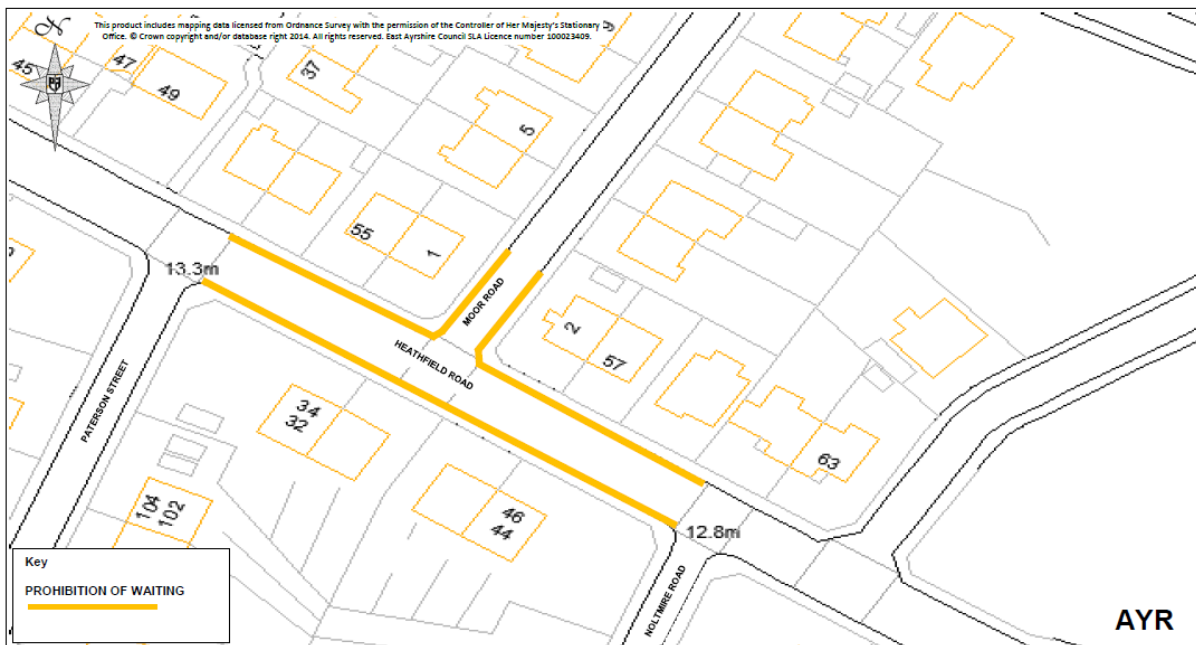 This product includes mapping data licensed from Ordnance Survey with the permission of the Controller of Her Majesty's Stationary
Office. © Crown copyright and/or database right 2014. All rights reserved. East Ayrshire Council SLA Licence number 100023409.
N
45
47
49
37
5
55
1
13.3m
MOOR ROAD
HEATHFIELD ROAD
2
57
63
PATERSON STREET
34
32
104
102
46
44
12.8m
NOLTMIRE ROAD
Key
PROHIBITION OF WAITING
AYR